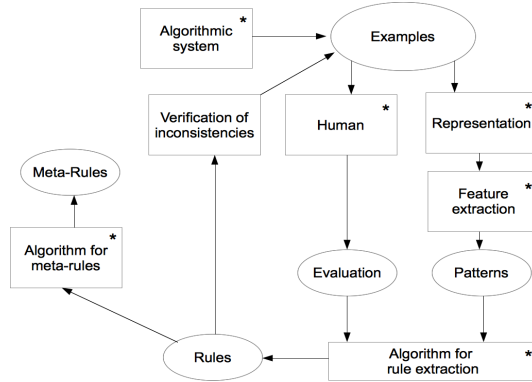 Algorithmic
system
*
Examples
Verification of
inconsistencies
Human
*
Representation
*
Meta-Rules
Feature
extraction
*
Algorithm for
meta-rules
*
Evaluation
Patterns
Rules
Algorithm for
rule extraction
*